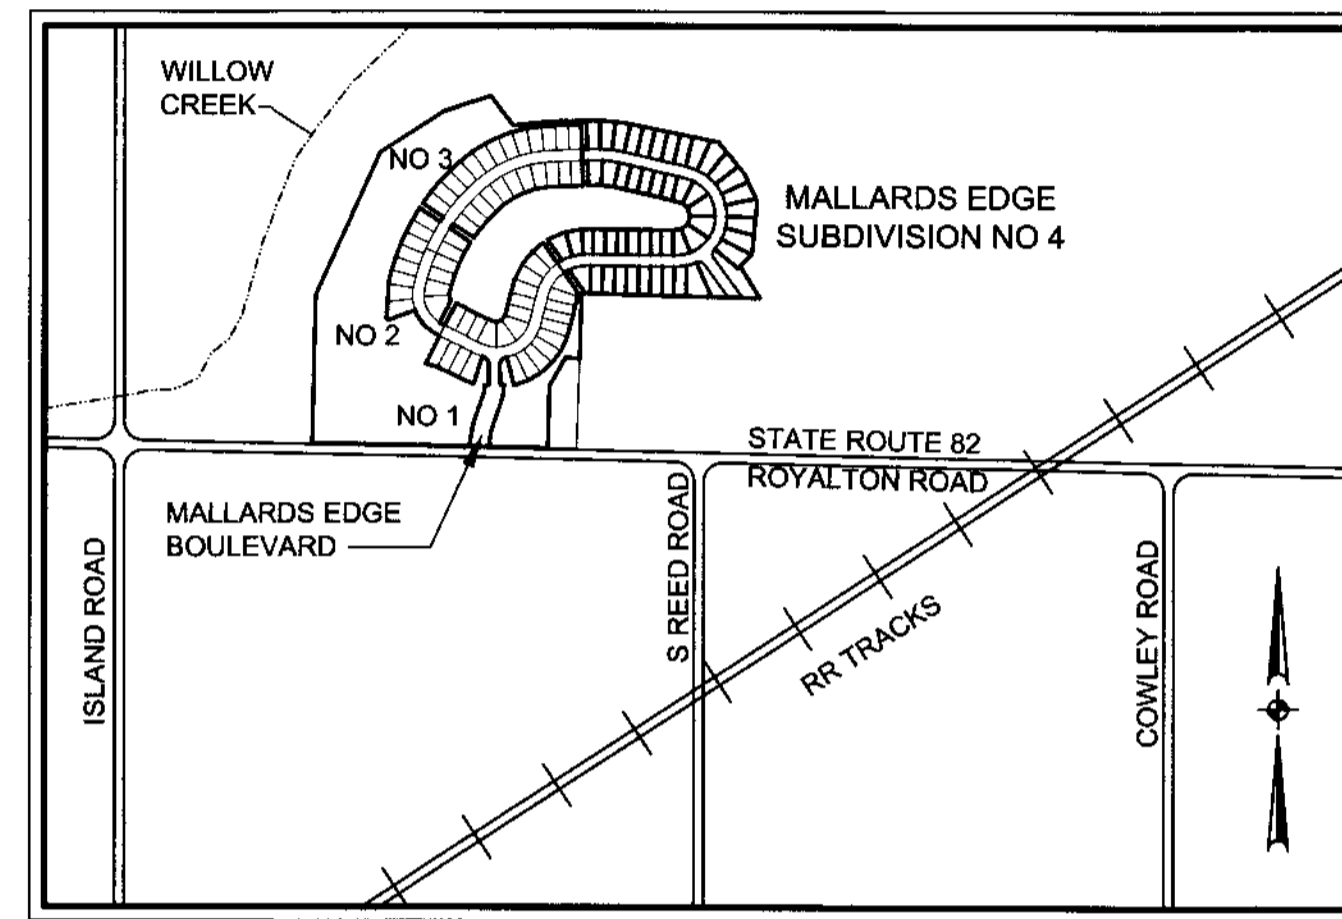 WILLOW
CREEK
NO 3
MALLARDS EDGE
SUBDIVISION NO 4
NO 2
NO 1
STATE ROUTE 82
ROYALTON ROAD
MALLARDS EDGE
BOULEVARD
ISLAND ROAD
S REED ROAD
RR TRACKS
COWLEY ROAD